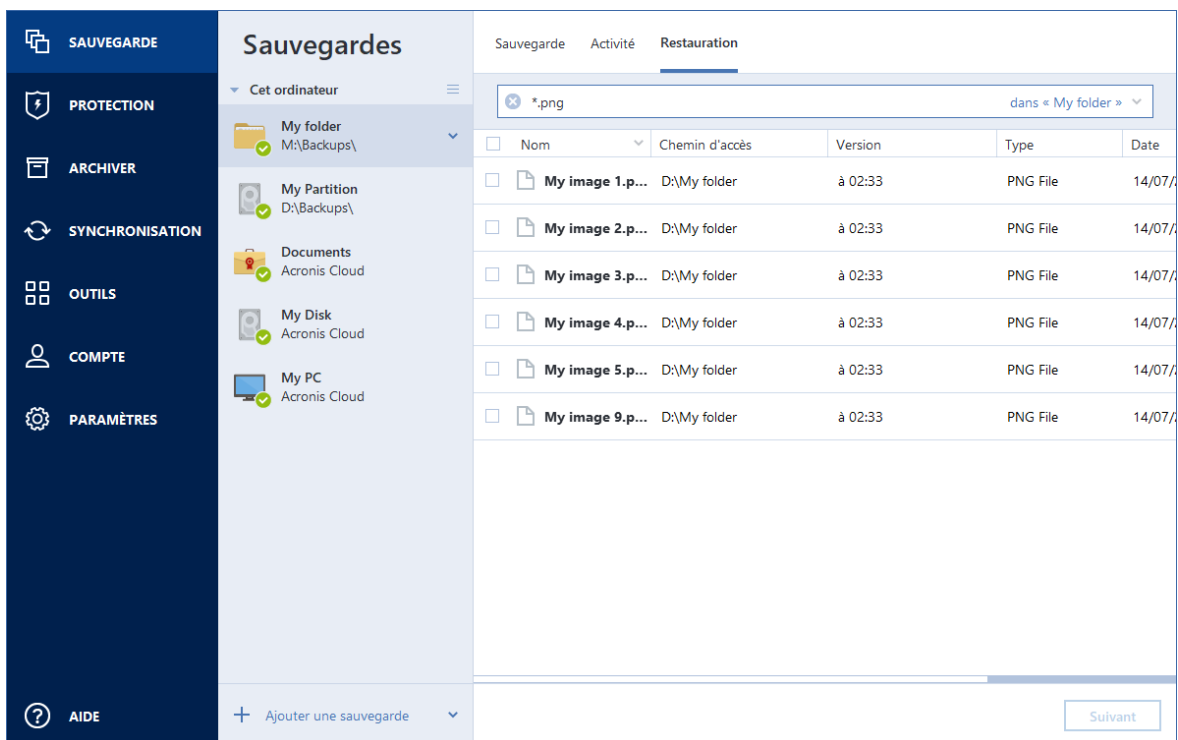 SAUVEGARDE
PROTECTION
ARCHIVER
SYNCHRONISATION
OUTILS
COMPTE
PARAMÈTRES
AIDE
Sauvegardes
Cet ordinateur
My folder
M:\Backups\
My Partition
D:\Backups\
Documents
Acronis Cloud
My Disk
Acronis Cloud
My PC
Acronis Cloud
Ajouter une sauvegarde
Sauvegarde Activité Restauration
*.png dans « My folder »
Nom Chemin d'accès Version Type Date
My image 1.p... D:\My folder à 02:33 PNG File 14/07/
My image 2.p... D:\My folder à 02:33 PNG File 14/07/
My image 3.p... D:\My folder à 02:33 PNG File 14/07/
My image 4.p... D:\My folder à 02:33 PNG File 14/07/
My image 5.p... D:\My folder à 02:33 PNG File 14/07/
My image 9.p... D:\My folder à 02:33 PNG File 14/07/
Suivant